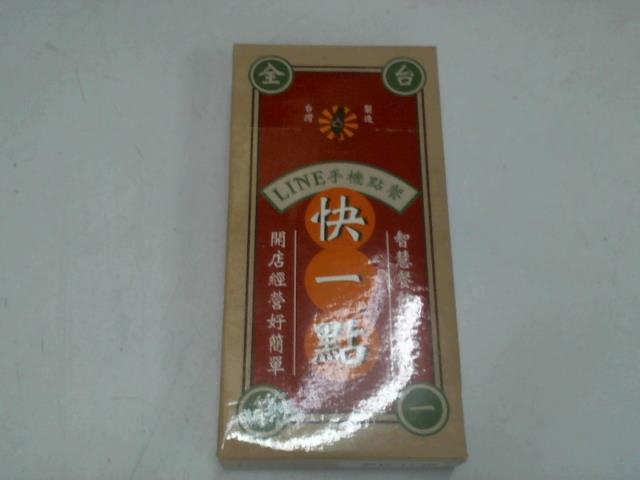 全台
台灣製造
LINE手機點餐
快一點
智慧餐
開店經營好簡單
一